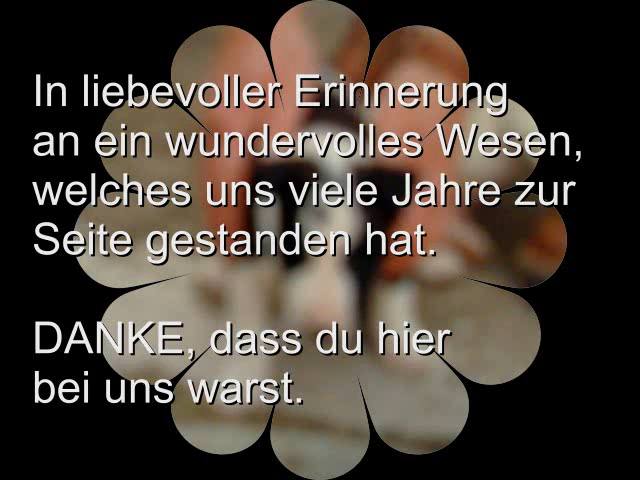 In liebevoller Erinnerung
an ein wundervolles Wesen,
welches uns viele Jahre zur
Seite gestanden hat.
DANKE, dass du hier
bei uns warst.